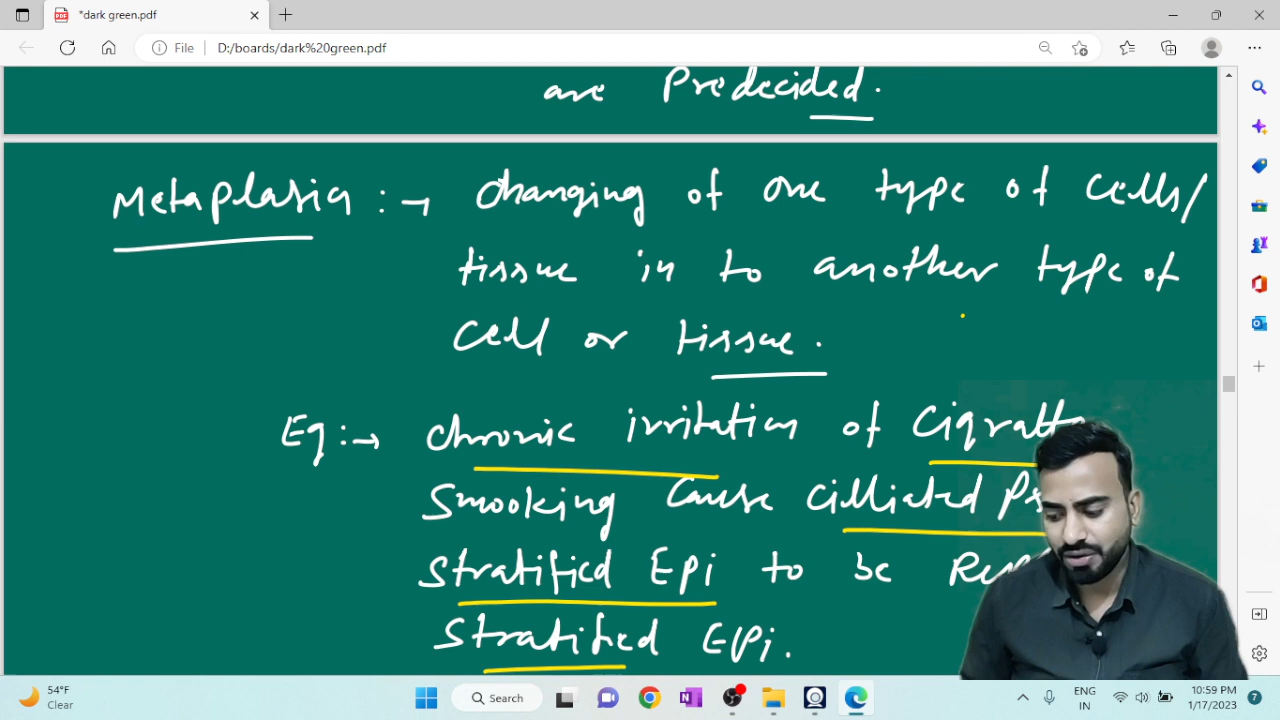 *dark green.pdf
File D:/boards/dark%20green.pdf
are Predecided.
Metaplasia :→ changing of one type of cells/
tissue in to another type of
cell or tissue.
Eg:→ chronic irritation of Cigratte
Smooking cause cilliated
Stratified Epi to be
Stratified Epi.
54°F
Clear
Search
ENG
IN
10:59 PM
1/17/2023
7